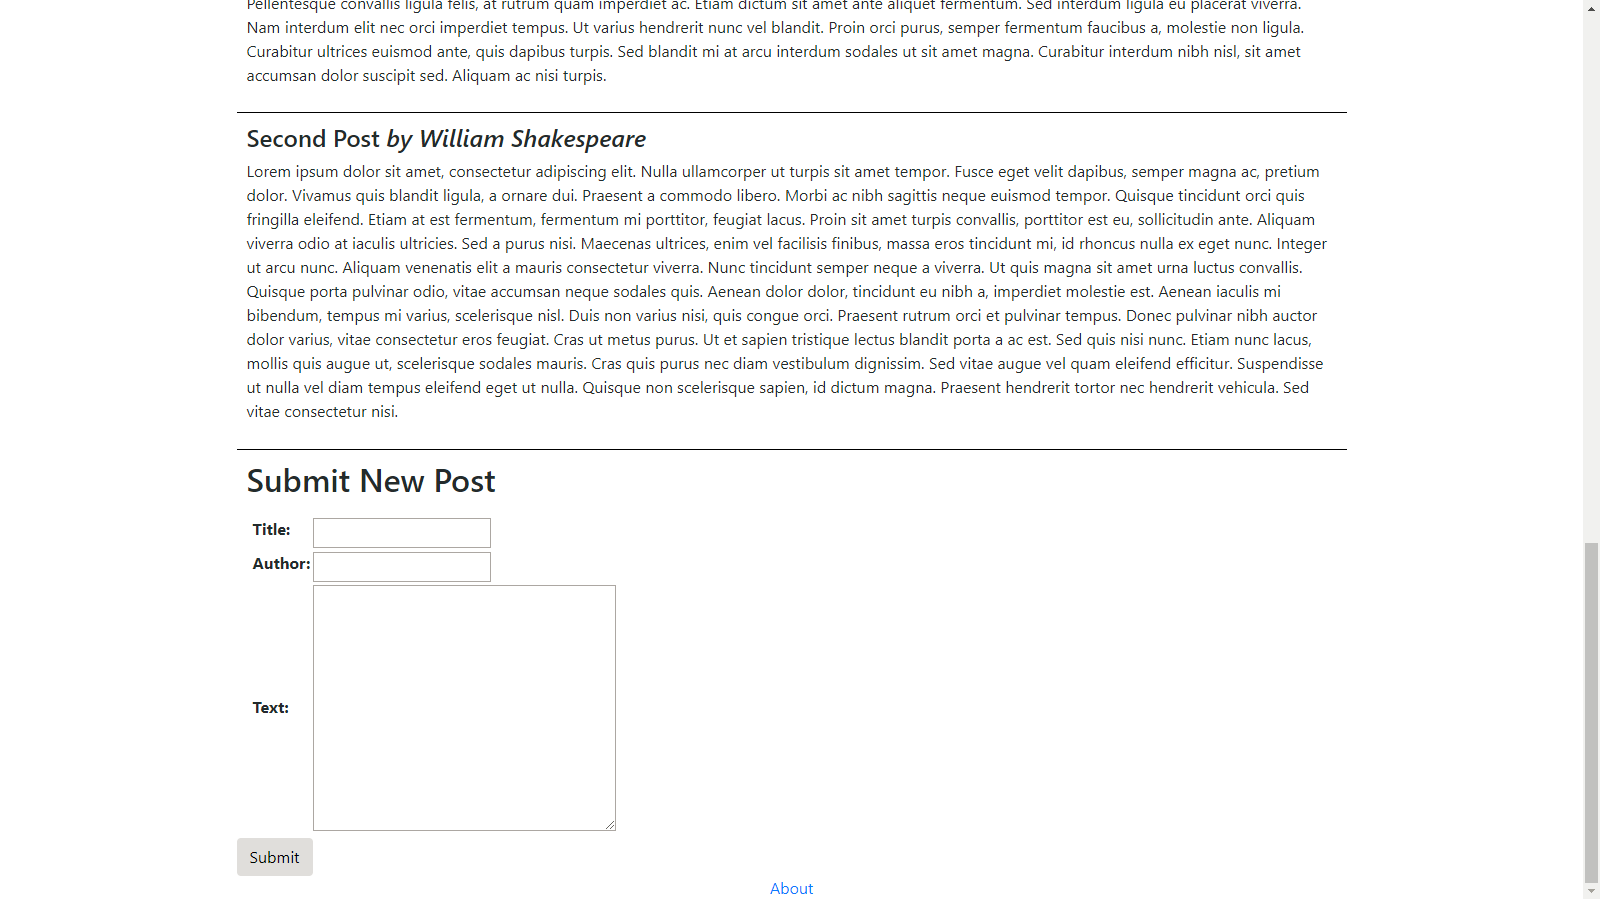 Pellentesque convallis ligula felis, at rutrum quam imperdiet ac. Etiam dictum sit amet ante aliquet fermentum. Sed interdum ligula eu placerat viverra.
Nam interdum elit nec orci imperdiet tempus. Ut varius hendrerit nunc vel blandit. Proin orci purus, semper fermentum faucibus a, molestie non ligula.
Curabitur ultrices euismod ante, quis dapibus turpis. Sed blandit mi at arcu interdum sodales ut sit amet magna. Curabitur interdum nibh nisl, sit amet
accumsan dolor suscipit sed. Aliquam ac nisi turpis.
Second Post by William Shakespeare
Lorem ipsum dolor sit amet, consectetur adipiscing elit. Nulla ullamcorper ut turpis sit amet tempor. Fusce eget velit dapibus, semper magna ac, pretium
dolor. Vivamus quis blandit ligula, a ornare dui. Praesent a commodo libero. Morbi ac nibh sagittis neque euismod tempor. Quisque tincidunt orci quis
fringilla eleifend. Etiam at est fermentum, fermentum mi porttitor, feugiat lacus. Proin sit amet turpis convallis, porttitor est eu, sollicitudin ante. Aliquam
viverra odio at iaculis ultricies. Sed a purus nisi. Maecenas ultrices, enim vel facilisis finibus, massa eros tincidunt mi, id rhoncus nulla ex eget nunc. Integer
ut arcu nunc. Aliquam venenatis elit a mauris consectetur viverra. Nunc tincidunt semper neque a viverra. Ut quis magna sit amet urna luctus convallis.
Quisque porta pulvinar odio, vitae accumsan neque sodales quis. Aenean dolor dolor, tincidunt eu nibh a, imperdiet molestie est. Aenean iaculis mi
bibendum, tempus mi varius, scelerisque nisl. Duis non varius nisi, quis congue orci. Praesent rutrum orci et pulvinar tempus. Donec pulvinar nibh auctor
dolor varius, vitae consectetur eros feugiat. Cras ut metus purus. Ut et sapien tristique lectus blandit porta a ac est. Sed quis nisi nunc. Etiam nunc lacus,
mollis quis augue ut, scelerisque sodales mauris. Cras quis purus nec diam vestibulum dignissim. Sed vitae augue vel quam eleifend efficitur. Suspendisse
ut nulla vel diam tempus eleifend eget ut nulla. Quisque non scelerisque sapien, id dictum magna. Praesent hendrerit tortor nec hendrerit vehicula. Sed
vitae consectetur nisi.
Submit New Post
Title:
Author:
Text:
Submit
About